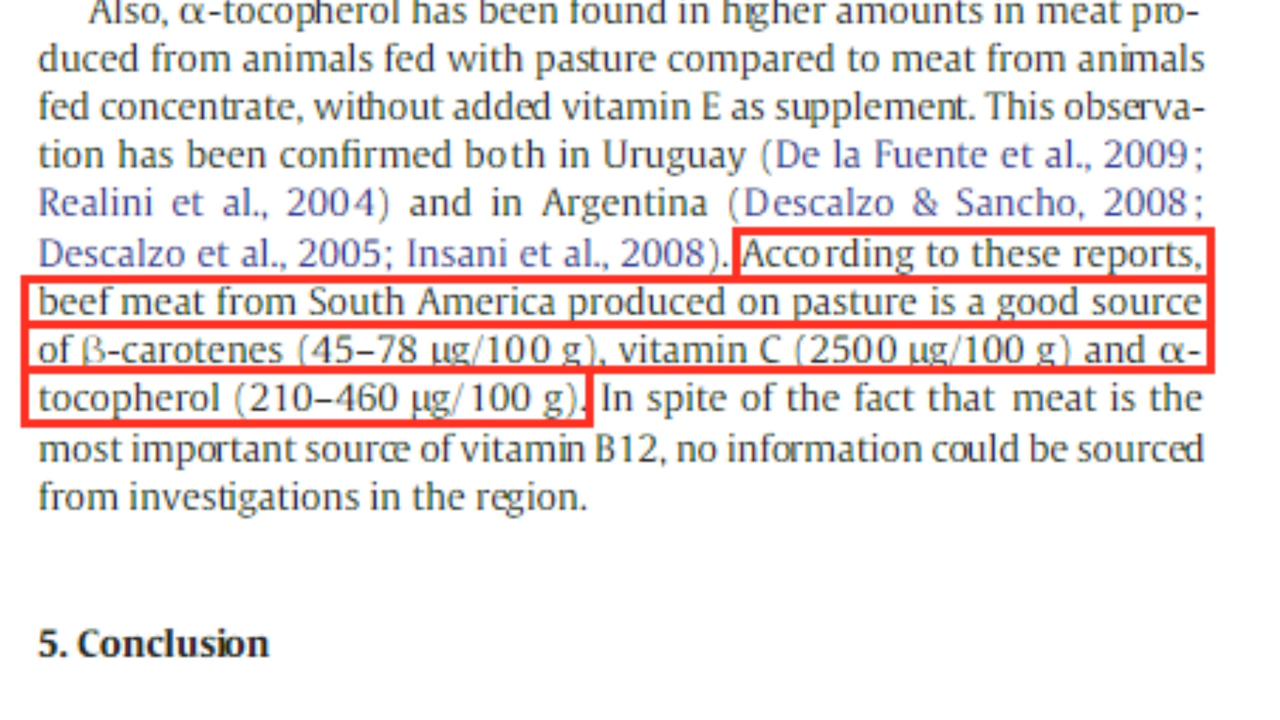 Also, α-tocopherol has been found in higher amounts in meat pro-
duced from animals fed with pasture compared to meat from animals
fed concentrate, without added vitamin E as supplement. This observa-
tion has been confirmed both in Uruguay (De la Fuente et al., 2009;
Realini et al., 2004) and in Argentina (Descalzo & Sancho, 2008;
Descalzo et al., 2005; Insani et al., 2008). According to these reports,
beef meat from South America produced on pasture is a good source
of β-carotenes (45–78 μg/100 g), vitamin C (2500 μg/100 g) and α-
tocopherol (210–460 μg/100 g). In spite of the fact that meat is the
most important source of vitamin B12, no information could be sourced
from investigations in the region.
5. Conclusion